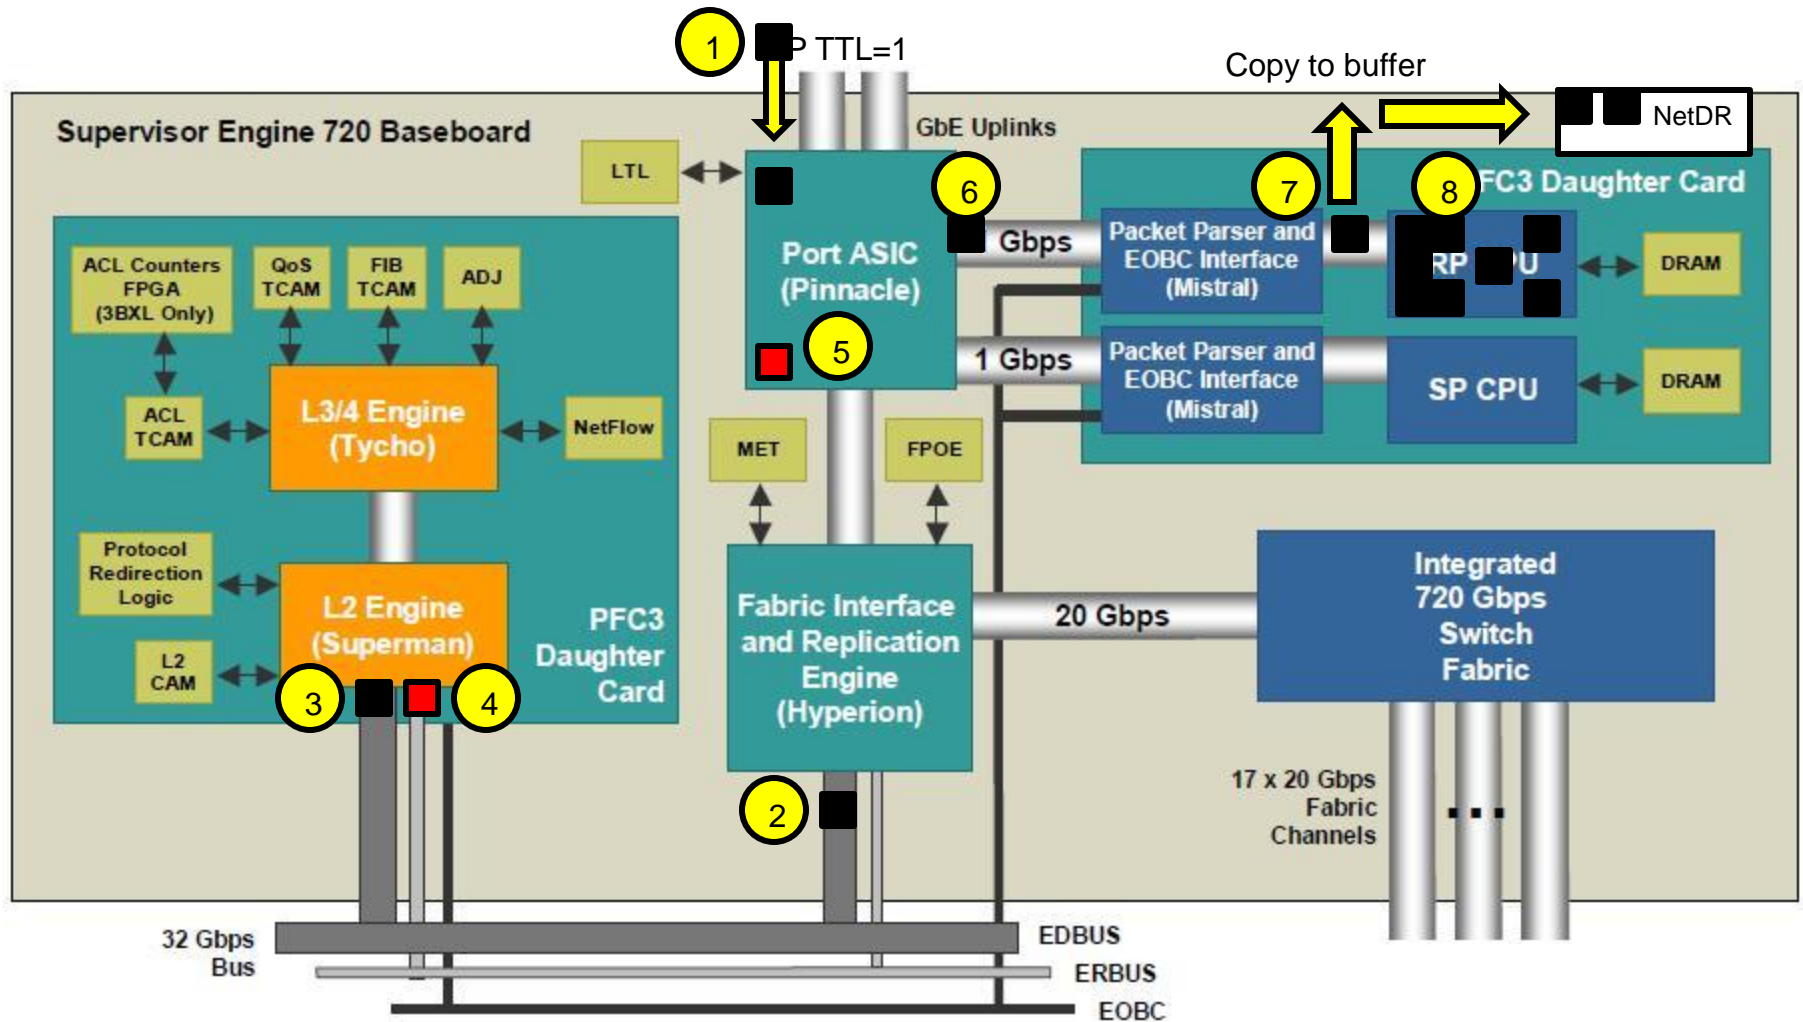 1
P TTL=1
Copy to buffer
NetDR
Supervisor Engine 720 Baseboard
GbE Uplinks
LTL
6
7
8
FC3 Daughter Card
Port ASIC
(Pinnacle)
Gbps
Packet Parser and
EOBC Interface
(Mistral)
RP PU
DRAM
ACL Counters
FPGA
(3BXL Only)
QoS
TCAM
FIB
TCAM
ADJ
5
1 Gbps
Packet Parser and
EOBC Interface
(Mistral)
SP CPU
DRAM
ACL
TCAM
L3/4 Engine
(Tycho)
NetFlow
MET
FPOE
Protocol
Redirection
Logic
L2 Engine
(Superman)
PFC3
Daughter
Card
L2
CAM
3
4
Fabric Interface
and Replication
Engine
(Hyperion)
20 Gbps
Integrated
720 Gbps
Switch
Fabric
2
17 x 20 Gbps
Fabric
Channels
...
32 Gbps
Bus
EDBUS
ERBUS
EOBC